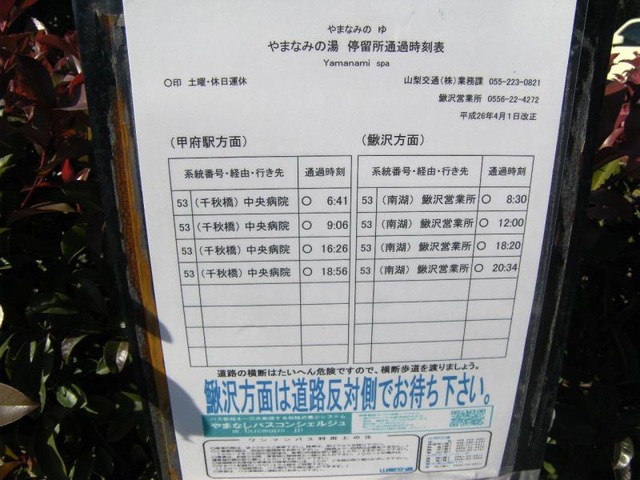 やまなみの ゆ
やまなみの湯 停留所通過時刻表
Yamanami spa
〇印 土曜・休日運休
山梨交通(株)業務課 055-223-0821
鰍沢営業所 0556-22-4272
平成26年4月1日改正
(甲府駅方面)
系統番号・経由・行き先 通過時刻
53 (千秋橋) 中央病院 〇 6:41
53 (千秋橋) 中央病院 〇 9:06
53 (千秋橋) 中央病院 〇 16:26
53 (千秋橋) 中央病院 〇 18:56
(鰍沢方面)
系統番号・経由・行き先 通過時刻
53 (南湖) 鰍沢営業所 〇 8:30
53 (南湖) 鰍沢営業所 〇 12:00
53 (南湖) 鰍沢営業所 〇 18:20
53 (南湖) 鰍沢営業所 〇 20:34
道路の横断はたいへん危険ですので、横断歩道を渡りましょう。
鰍沢方面は道路反対側でお待ち下さい。
やまなしバスコンシェルジュ